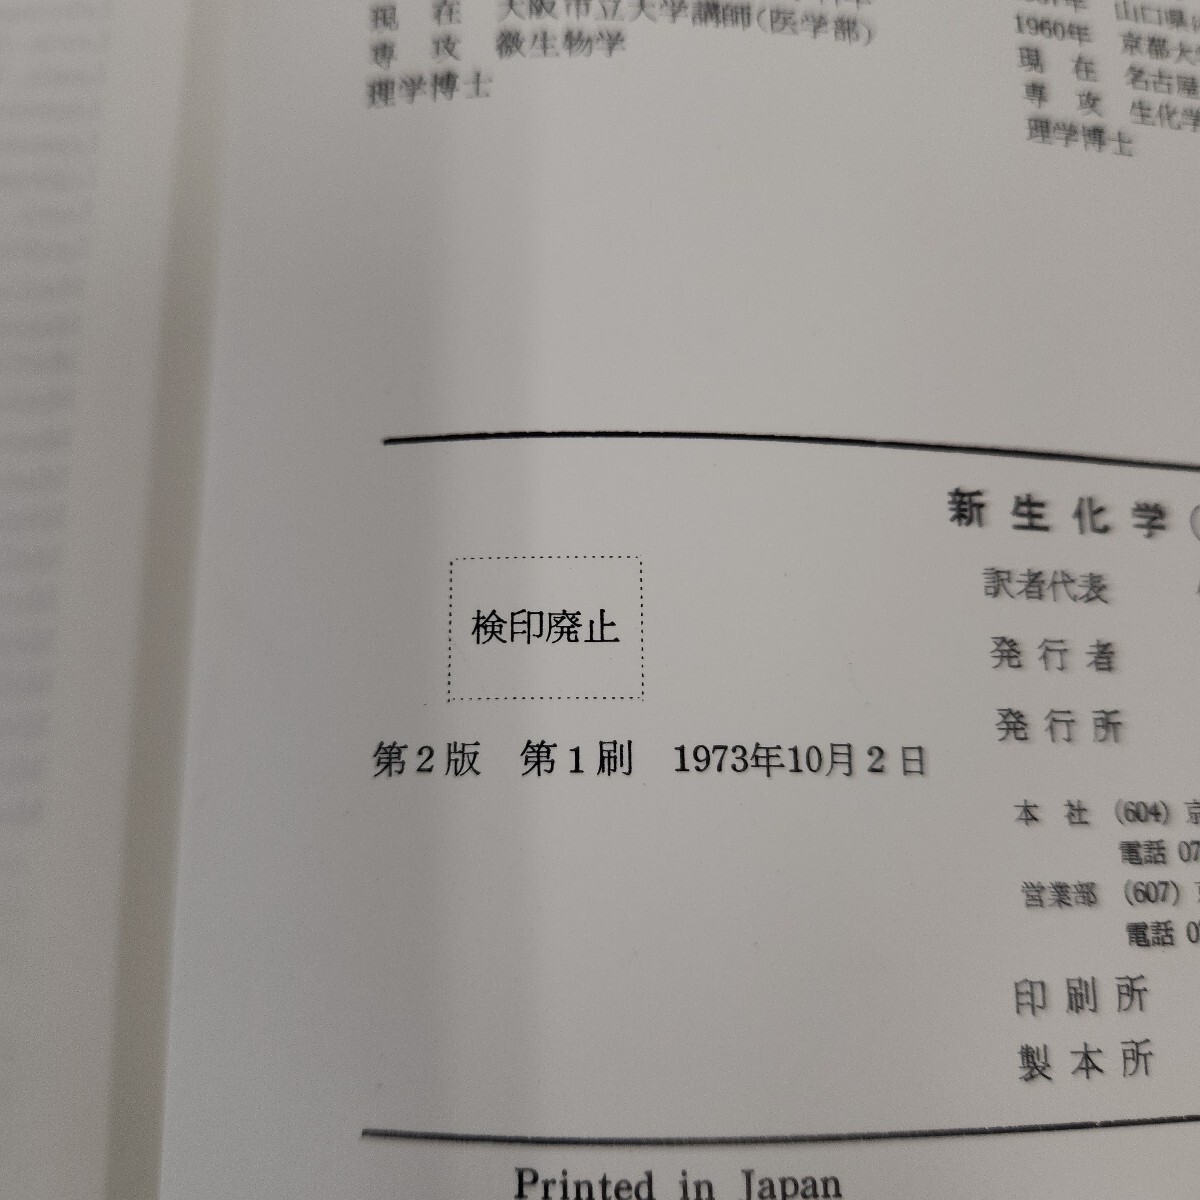 現 在 大阪市立大学講師(医学部)
専 攻 微生物学
理学博士
山口県
1960年 京都大
現 在 名古屋
専 攻 生化学
理学博士
新生化学
検印廃止
訳者代表
発行者
発行所
第2版 第1刷 1973年10月2日
本 社 (604) 京
電話 07
営業部 (607)
電話 0
印刷所
製本所
Printed in Japan